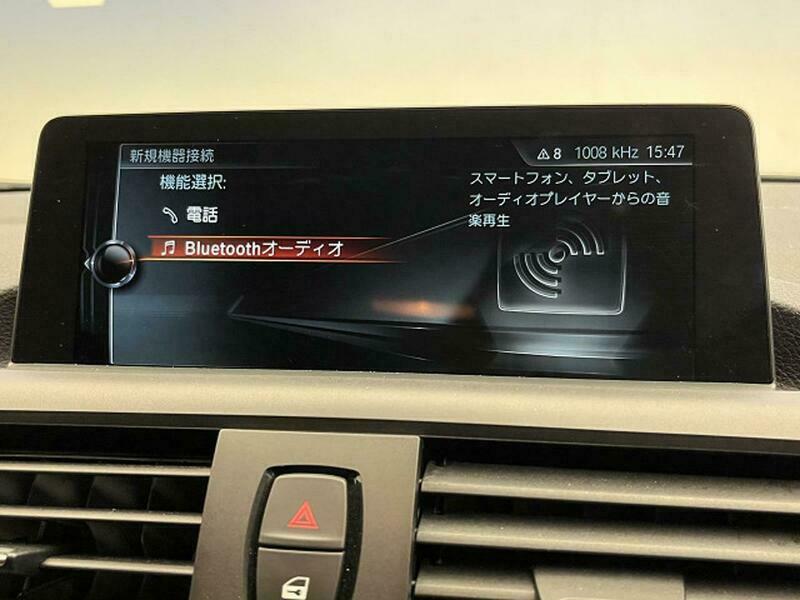 新規機器接続
8 1008 kHz 15:47
機能選択:
電話
Bluetoothオーディオ
スマートフォン、タブレット、
オーディオプレイヤーからの音
楽再生